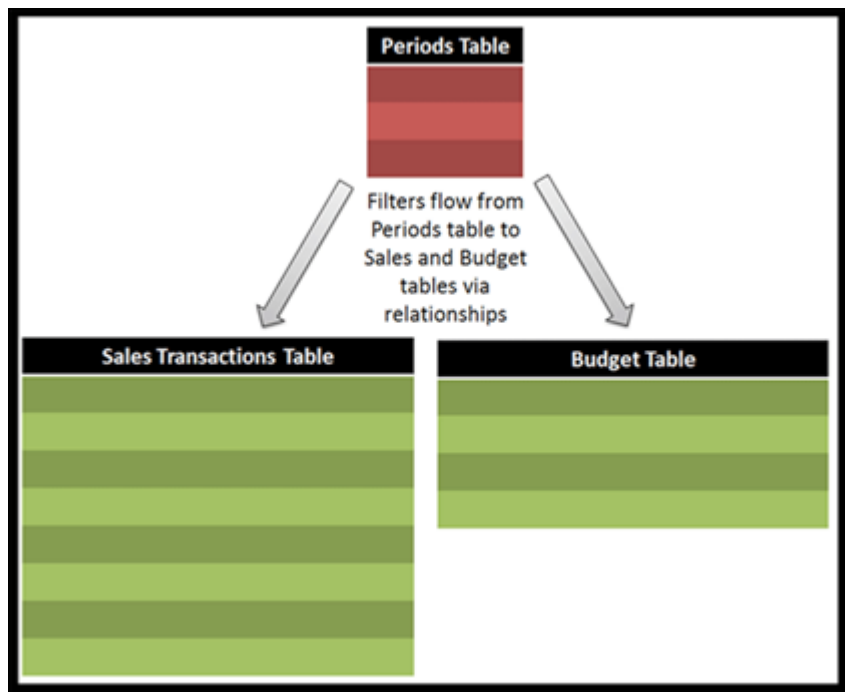 Periods Table
Filters flow from
Periods table to
Sales and Budget
tables via
relationships
Sales Transactions Table
Budget Table